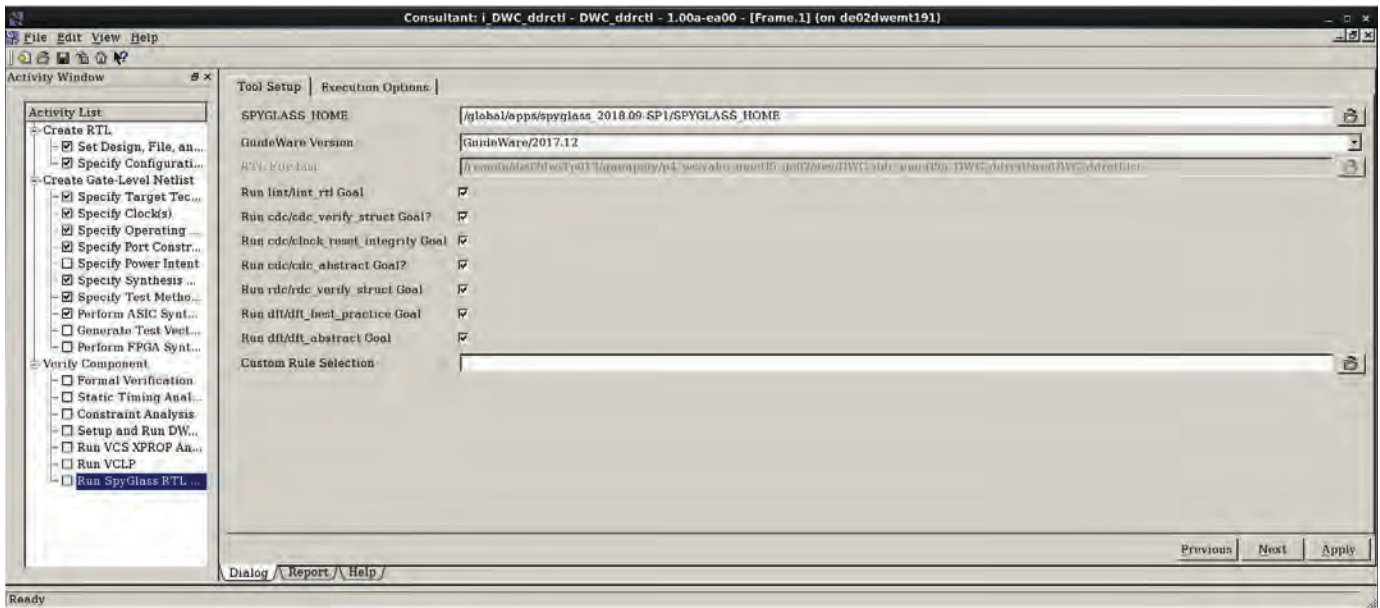 Consultant: i_DWC_ddrctl - DWC_ddrctl - 1.00a-ea00 - [Frame.1] (on de02dwemt191)
File Edit View Help
Activity Window
Activity List
Create RTL
Set Design, File, an...
Specify Configurati...
Create Gate-Level Netlist
Specify Target Tec...
Specify Clock(s)
Specify Operating ...
Specify Port Constr...
Specify Power Intent
Specify Synthesis ...
Specify Test Metho...
Perform ASIC Synt...
Generate Test Vect...
Perform FPGA Synt...
Verify Component
Formal Verification
Static Timing Anal...
Constraint Analysis
Setup and Run DW...
Run VCS XPROP An...
Run VCLP
Run SpyGlass RTL ...
Tool Setup Execution Options
SPYGLASS_HOME /global/apps/spyglass_2018.09-SP1/SPYGLASS_HOME
GuideWare Version GuideWare/2017.12
RTL File List
Run lint/lint_rtl Goal
Run cdc/cdc_verify_struct Goal?
Run cdc/clock_reset_integrity Goal
Run cdc/cdc_abstract Goal?
Run rdc/rdc_verify_struct Goal
Run dft/dft_best_practice Goal
Run dft/dft_abstract Goal
Custom Rule Selection
Previous Next Apply
Dialog Report Help
Ready